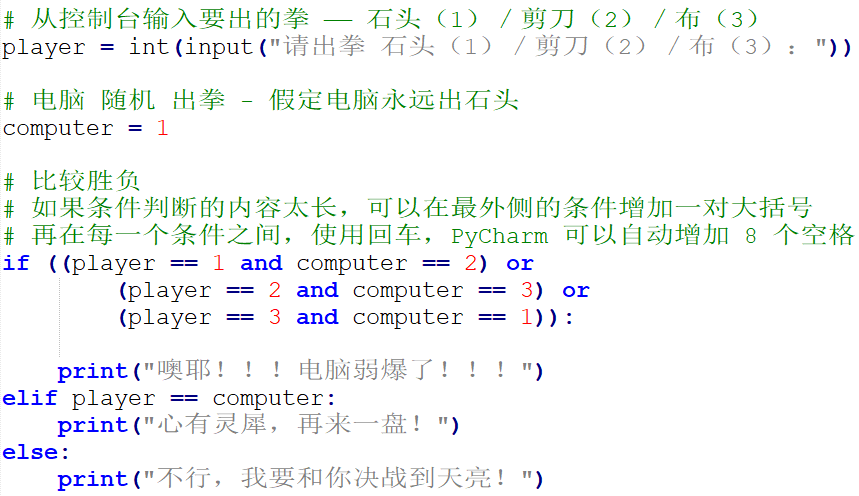 # 从控制台输入要出的拳 —— 石头（1）／剪刀（2）／布（3）
player = int(input("请出拳 石头（1）／剪刀（2）／布（3）："))
# 电脑 随机 出拳 - 假定电脑永远出石头
computer = 1
# 比较胜负
# 如果条件判断的内容太长，可以在最外侧的条件增加一对大括号
# 再在每一个条件之间，使用回车，PyCharm 可以自动增加 8 个空格
if ((player == 1 and computer == 2) or
        (player == 2 and computer == 3) or
        (player == 3 and computer == 1)):
    print("噢耶！！！电脑弱爆了！！！")
elif player == computer:
    print("心有灵犀，再来一盘！")
else:
    print("不行，我要和你决战到天亮！")